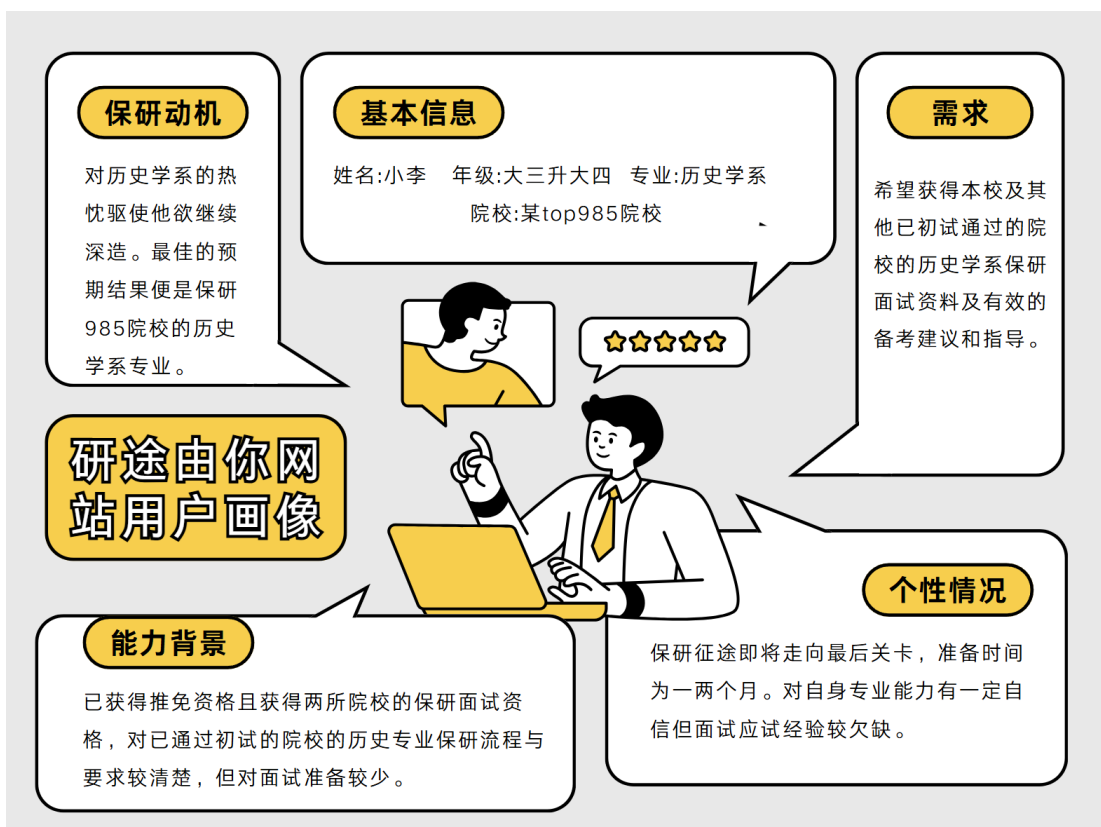 保研动机
对历史学系的热
忱驱使他欲继续
深造。最佳的预
期结果便是保研
985院校的历史
学系专业。
基本信息
姓名:小李 年级:大三升大四 专业:历史学系
院校:某top985院校
需求
希望获得本校及其
他已初试通过的院
校的历史学系保研
面试资料及有效的
备考建议和指导。
研途由你网
站用户画像
能力背景
已获得推免资格且获得两所院校的保研面试资
格，对已通过初试的院校的历史专业保研流程与
要求较清楚，但对面试准备较少。
个性情况
保研征途即将走向最后关卡，准备时间
为一两个月。对自身专业能力有一定自
信但面试应试经验较欠缺。